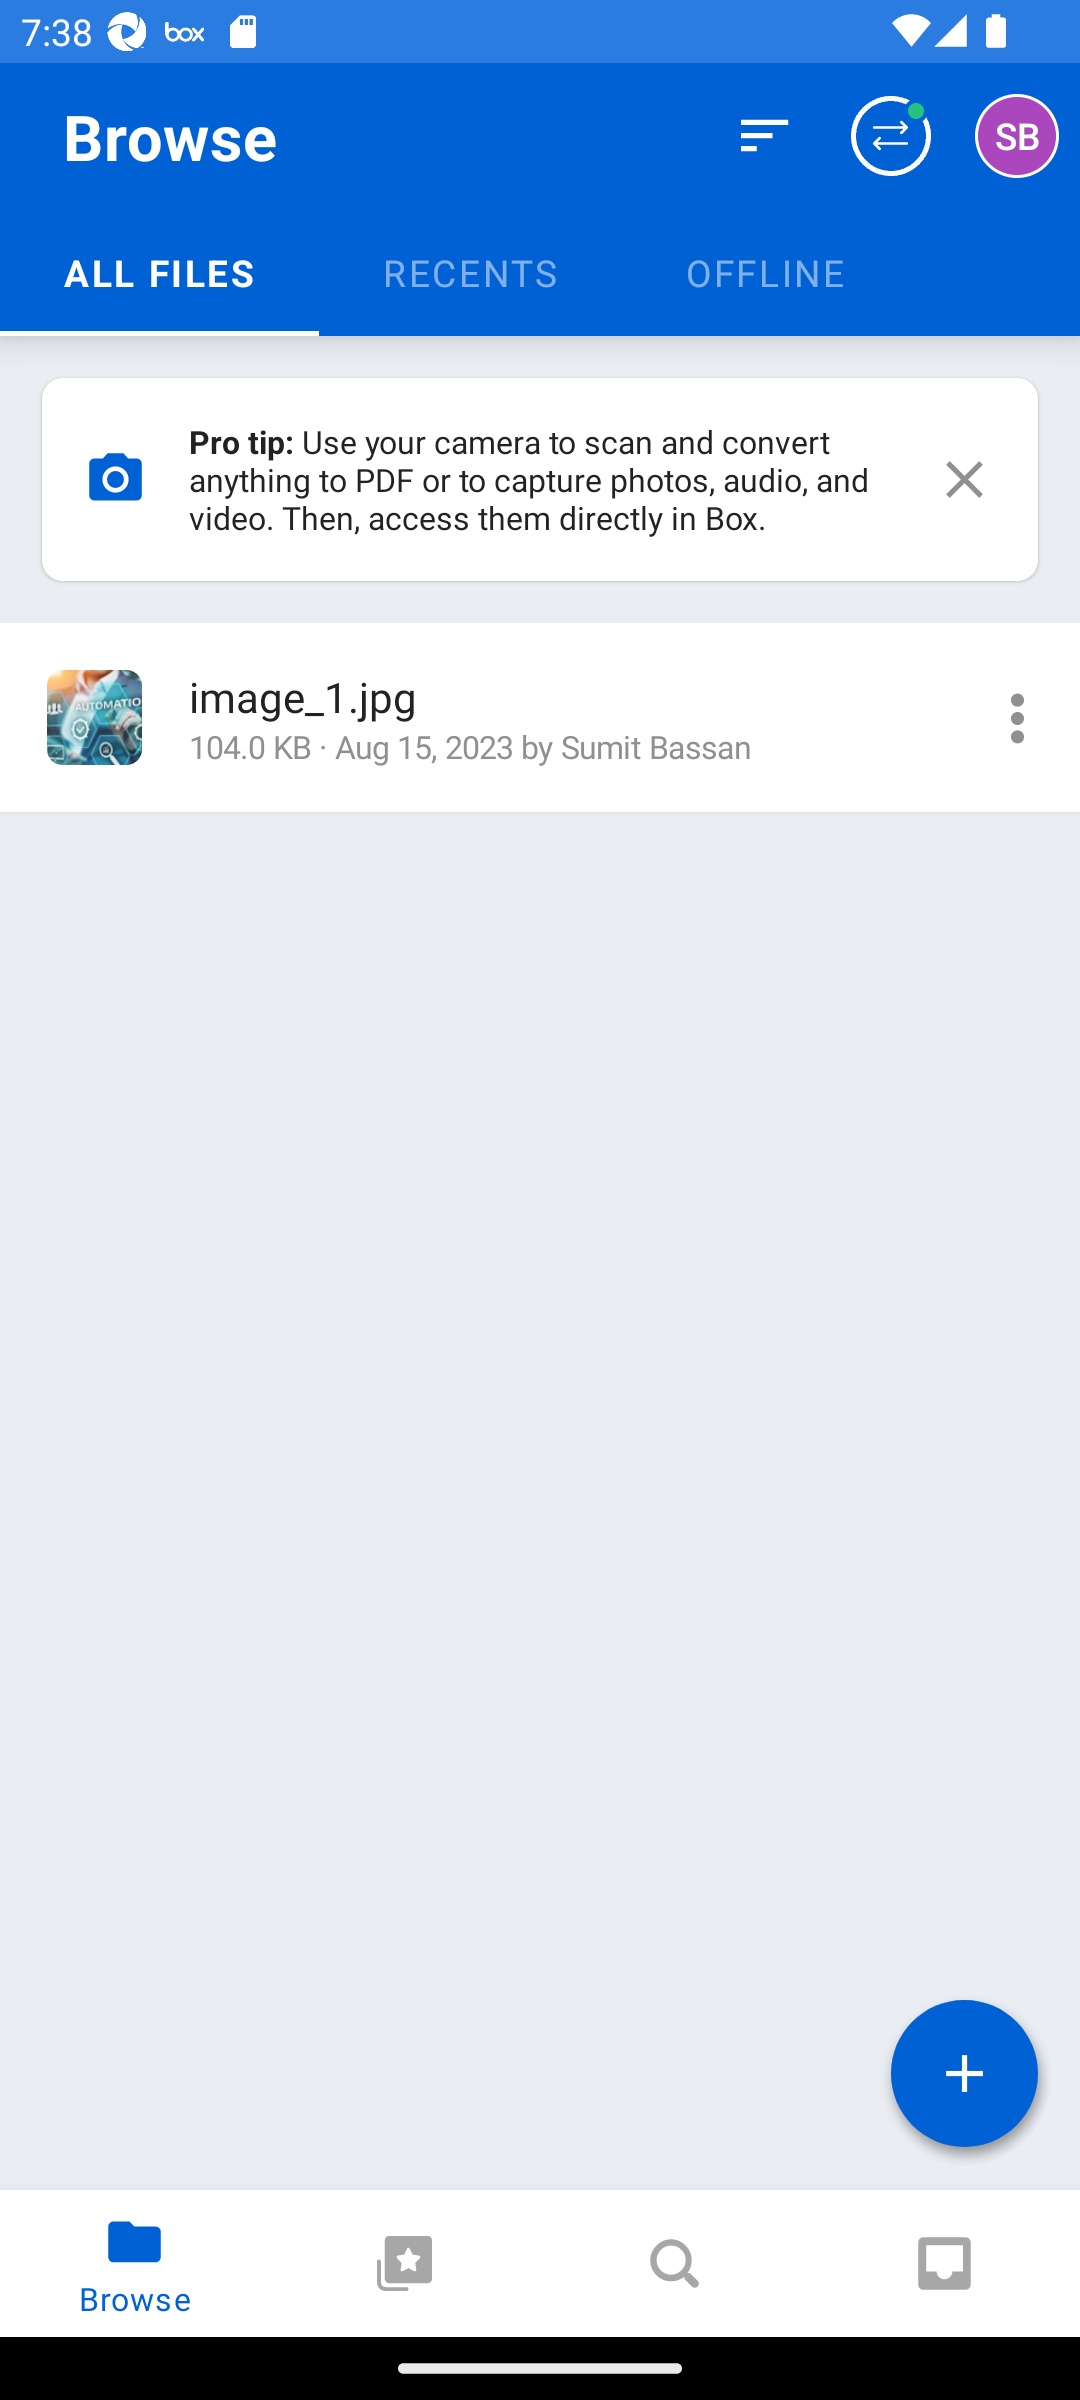 7:38 box
Browse
SB
ALL FILES RECENTS OFFLINE
Pro tip: Use your camera to scan and convert
anything to PDF or to capture photos, audio, and
video. Then, access them directly in Box.
AUTOMATIO
image_1.jpg
104.0 KB · Aug 15, 2023 by Sumit Bassan
Browse